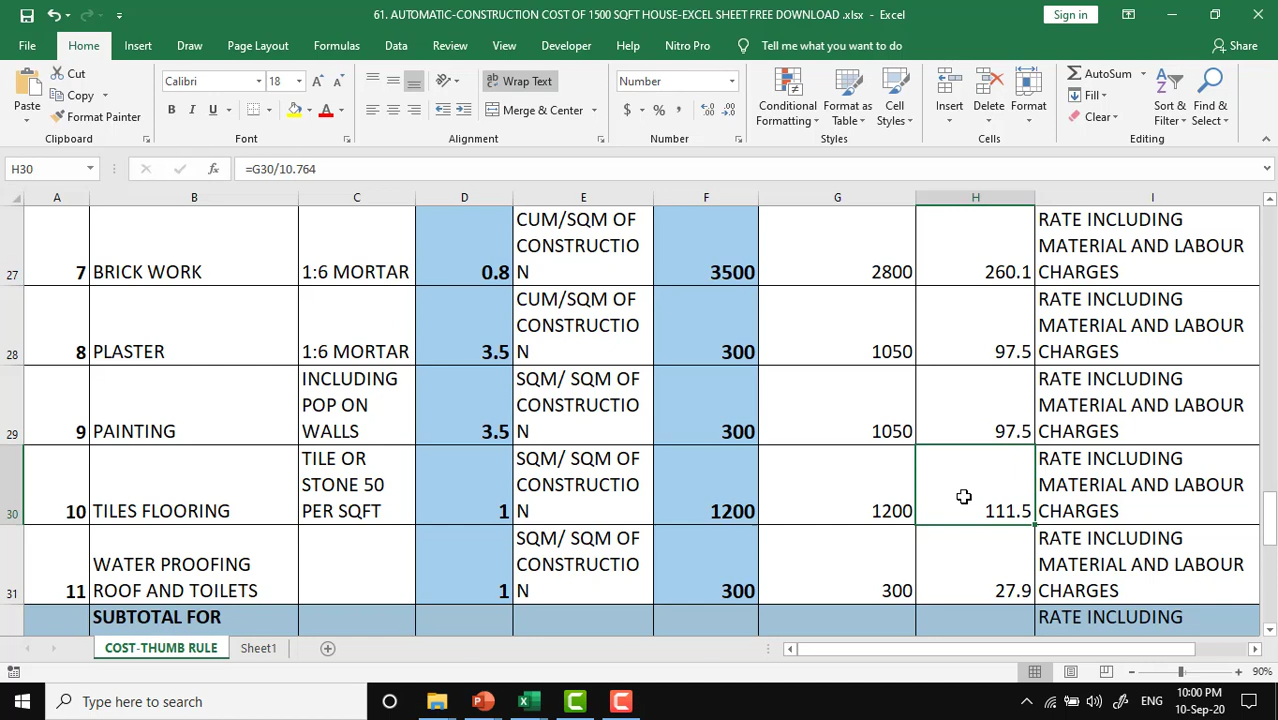 61. AUTOMATIC-CONSTRUCTION COST OF 1500 SQFT HOUSE-EXCEL SHEET FREE DOWNLOAD .xlsx - Excel
Sign in
File Home Insert Draw Page Layout Formulas Data Review View Developer Help Nitro Pro Tell me what you want to do Share
Paste
Cut
Copy
Format Painter
Clipboard
Calibri 18
B I U
Font
Wrap Text
Merge & Center
Alignment
Number
$ % ,
Number
Conditional Formatting
Format as Table
Cell Styles
Styles
Insert
Delete
Format
Cells
AutoSum
Fill
Clear
Sort & Filter
Find & Select
Editing
H30 fx =G30/10.764
A B C D E F G H I
27 7 BRICK WORK 1:6 MORTAR 0.8 CUM/SQM OF CONSTRUCTIO N 3500 2800 260.1 RATE INCLUDING MATERIAL AND LABOUR CHARGES
28 8 PLASTER 1:6 MORTAR 3.5 CUM/SQM OF CONSTRUCTIO N 300 1050 97.5 RATE INCLUDING MATERIAL AND LABOUR CHARGES
29 9 PAINTING INCLUDING POP ON WALLS 3.5 SQM/ SQM OF CONSTRUCTIO N 300 1050 97.5 RATE INCLUDING MATERIAL AND LABOUR CHARGES
30 10 TILES FLOORING TILE OR STONE 50 PER SQFT 1 SQM/ SQM OF CONSTRUCTIO N 1200 1200 111.5 RATE INCLUDING MATERIAL AND LABOUR CHARGES
31 11 WATER PROOFING ROOF AND TOILETS 1 SQM/ SQM OF CONSTRUCTIO N 300 300 27.9 RATE INCLUDING MATERIAL AND LABOUR CHARGES
SUBTOTAL FOR RATE INCLUDING
COST-THUMB RULE Sheet1
90%
Type here to search
ENG
10:00 PM
10-Sep-20